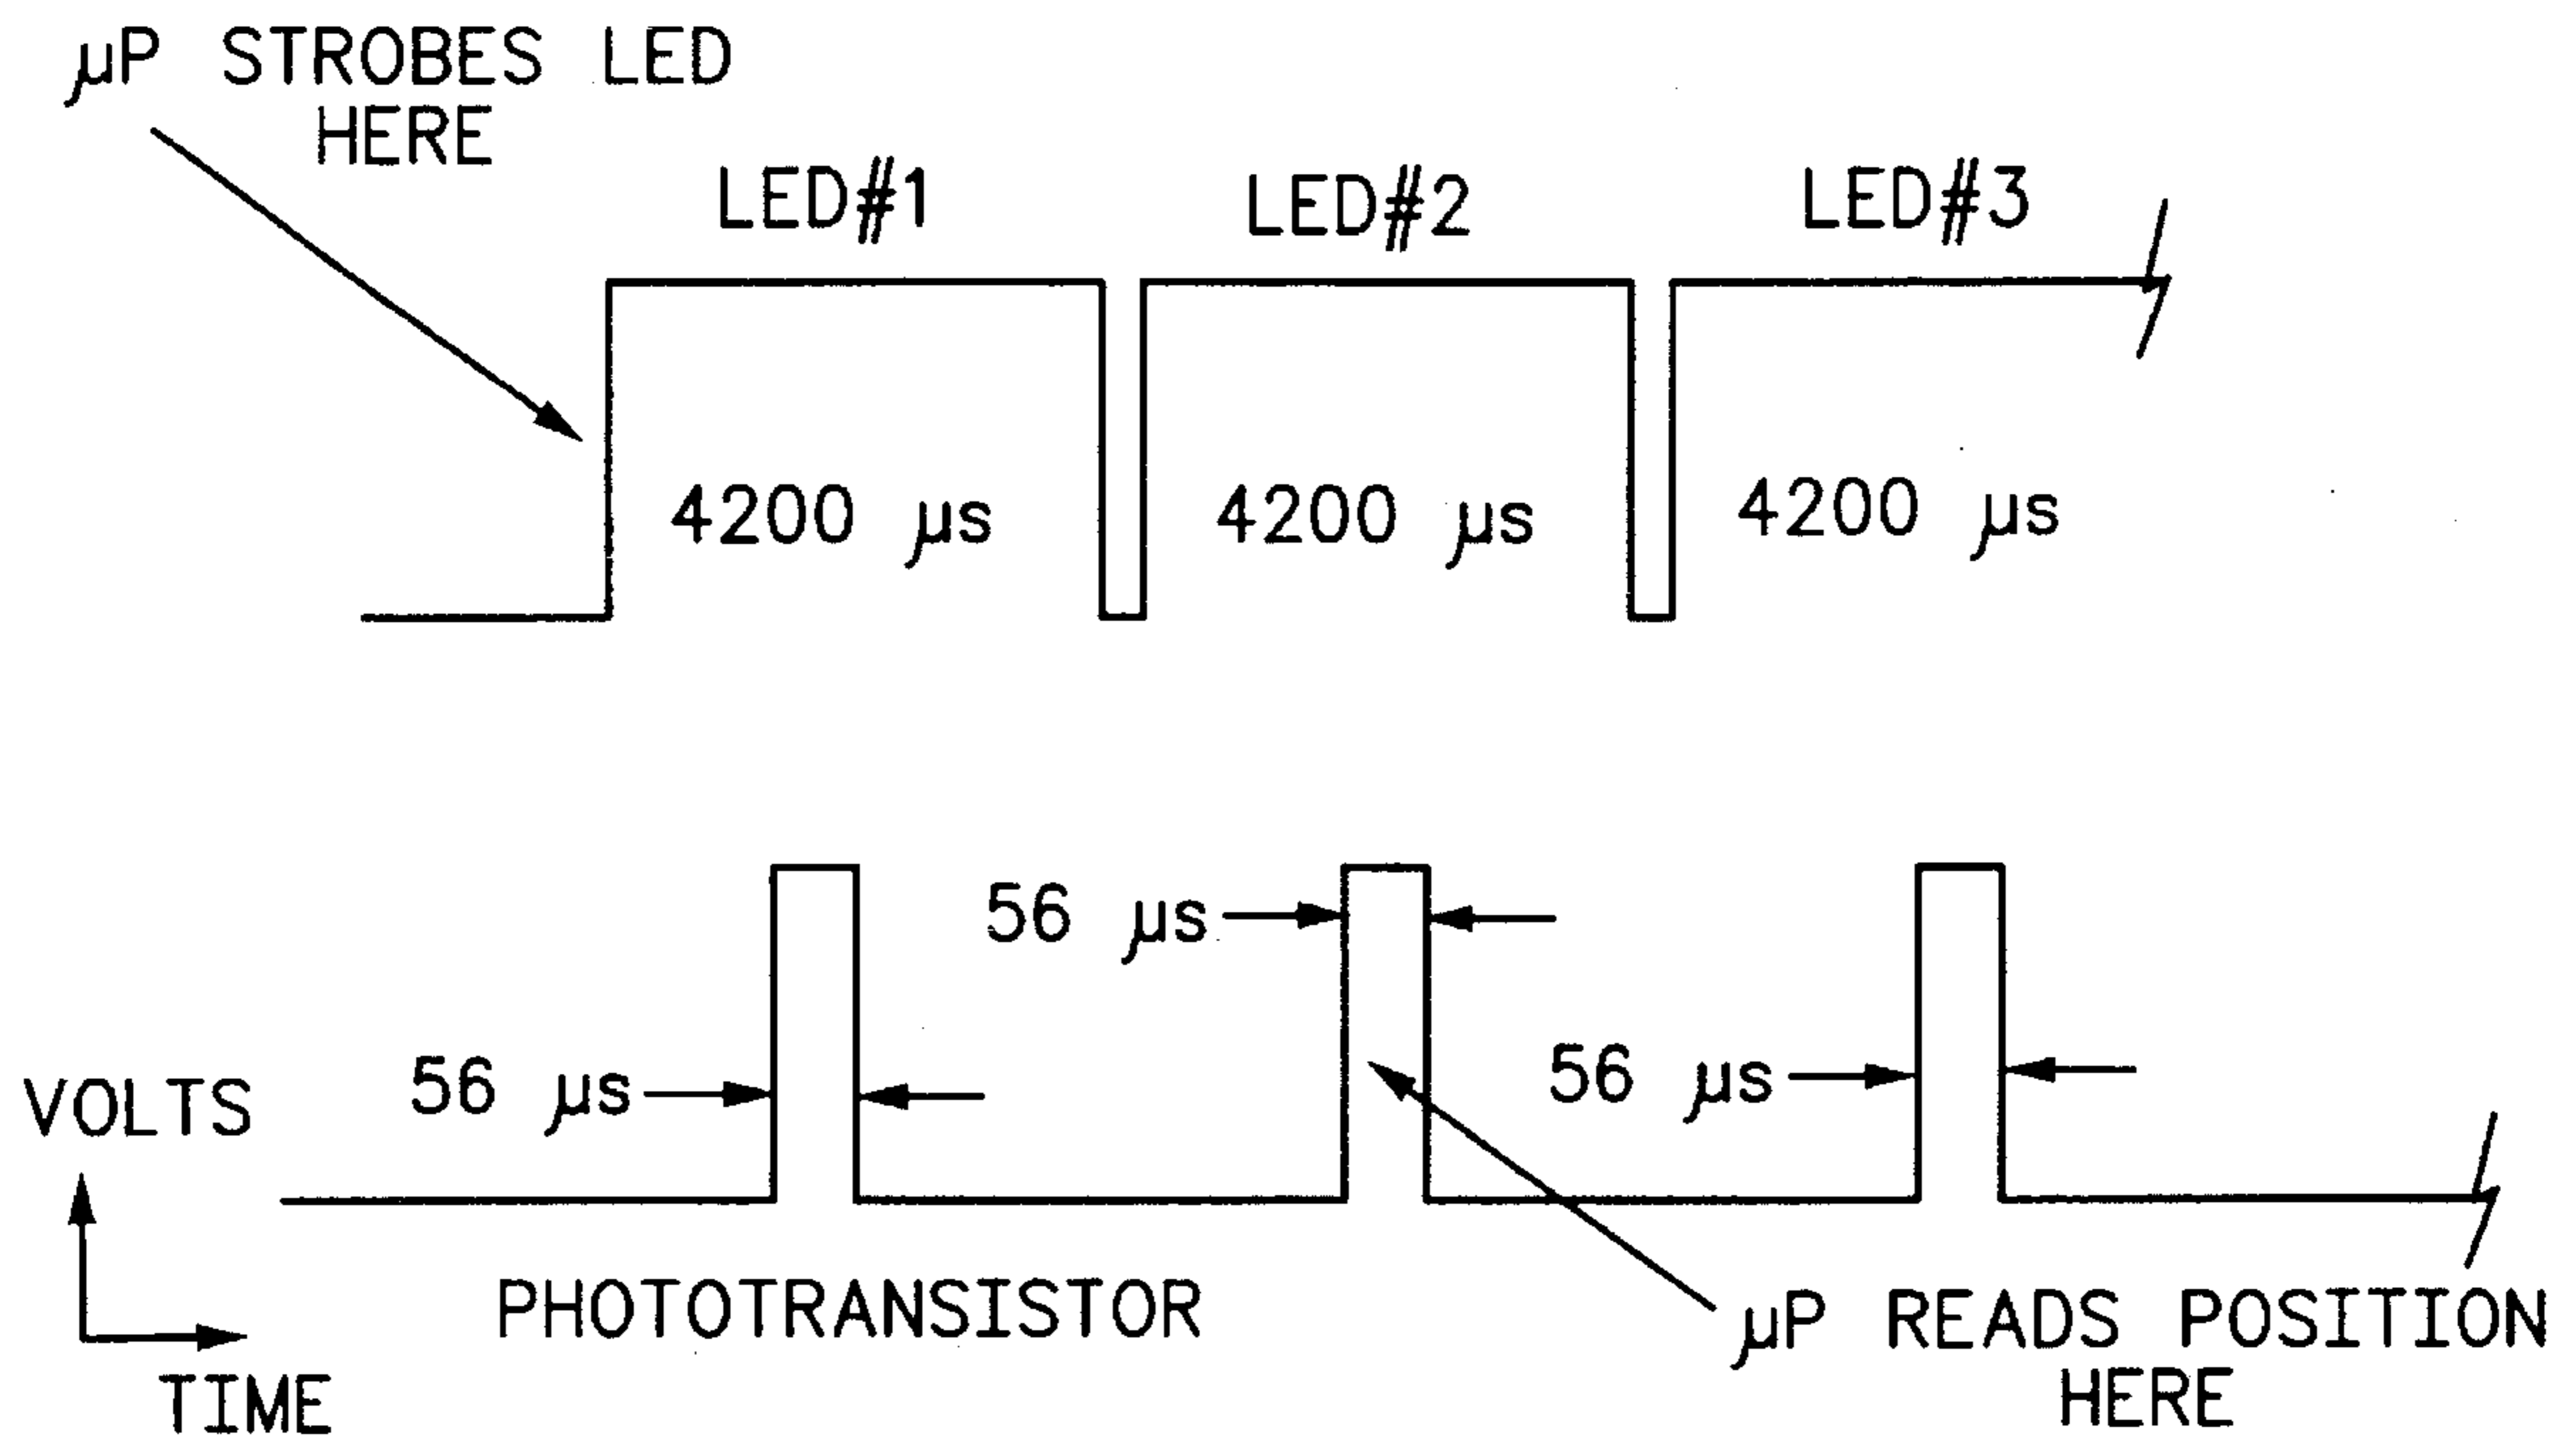 µP STROBES LED
HERE
LED#1
LED#2
LED#3
4200 µs
4200 µs
4200 µs
56 µs
56 µs
56 µs
VOLTS
TIME
PHOTOTRANSISTOR
µP READS POSITION
HERE